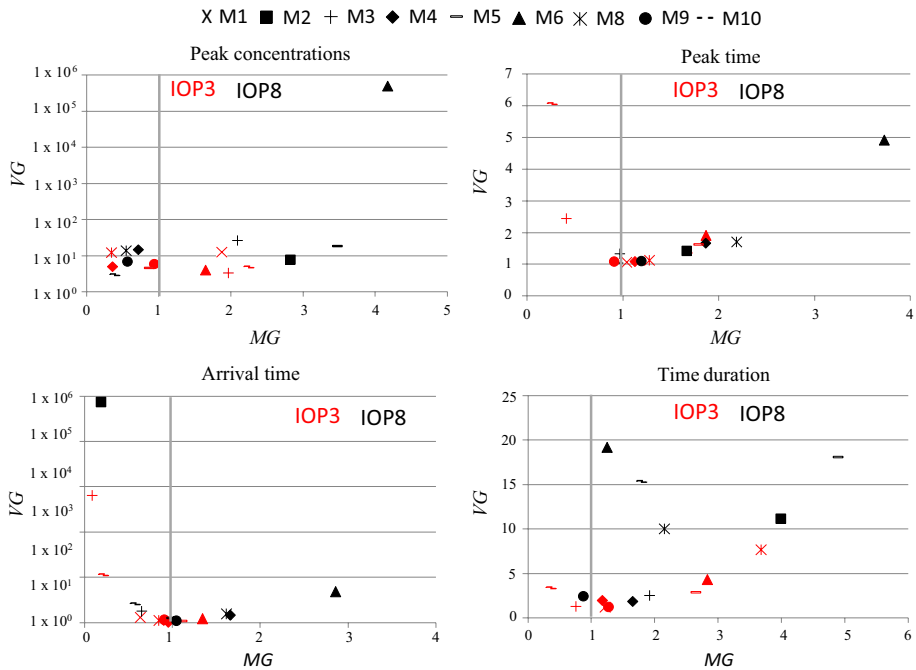 X M1 M2 M3 M4 M5 M6 M8 M9 M10
Peak concentrations
IOP3 IOP8
VG
1 x 10⁶
1 x 10⁵
1 x 10⁴
1 x 10³
1 x 10²
1 x 10¹
1 x 10⁰
0 1 2 3 4 5
MG
Peak time
IOP3 IOP8
VG
7
6
5
4
3
2
1
0
0 1 2 3 4
MG
Arrival time
IOP3 IOP8
VG
1 x 10⁶
1 x 10⁵
1 x 10⁴
1 x 10³
1 x 10²
1 x 10¹
1 x 10⁰
0 1 2 3 4
MG
Time duration
IOP3 IOP8
VG
25
20
15
10
5
0
0 1 2 3 4 5 6
MG